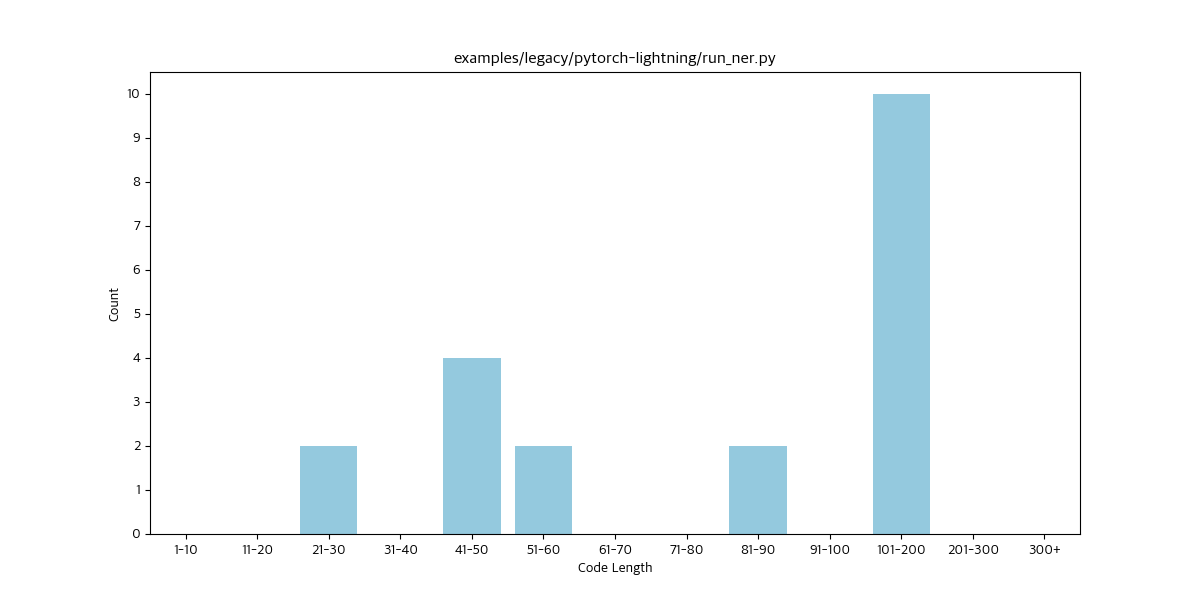 examples/legacy/pytorch-lightning/run_ner.py
10
9
8
7
6
5
4
3
2
1
0
Count
1-10 11-20 21-30 31-40 41-50 51-60 61-70 71-80 81-90 91-100 101-200 201-300 300+
Code Length